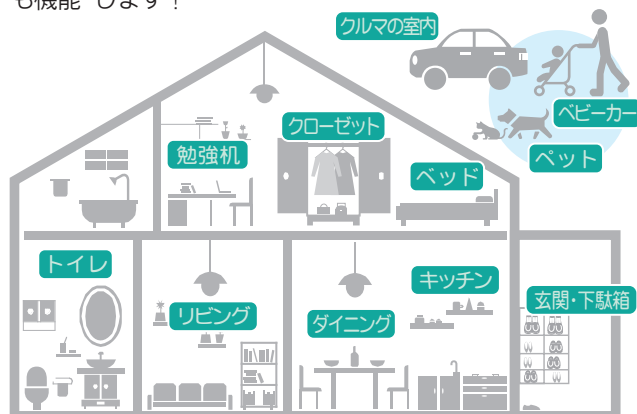 も機能 します！
クルマの室内
ベビーカー
ペット
クローゼット
勉強机
ベッド
トイレ
リビング
ダイニング
キッチン
玄関・下駄箱